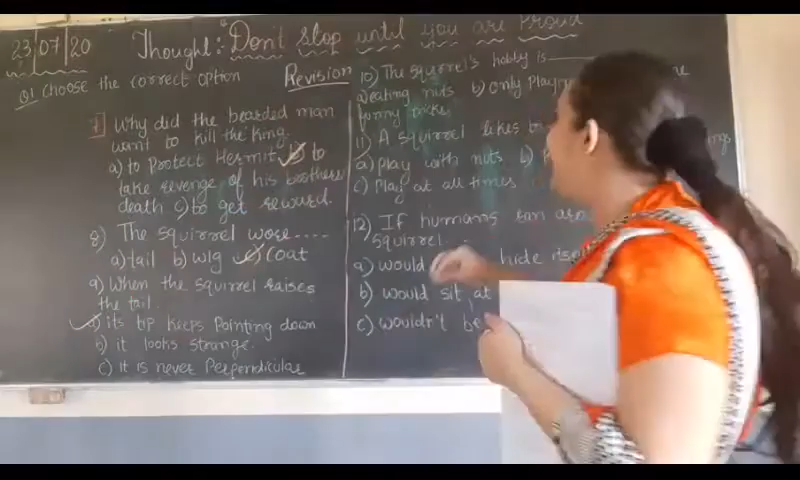 23/07/20 Thought:- Don't stop until you are Proud
Q1 Choose the correct option Revision
7) Why did the bearded man
want to kill the king.
a) to Protect Hermit b) to
take revenge of his brothers
death c) to get reward.
8) The squirrel wore....
a) tail b) wig c) Coat
9) When the squirrel raises
the tail.
a) its tip keeps Pointing down
b) it looks strange.
c) it is never Perpendicular
10) The squirrel's hobby is
a) eating nuts b) only Play
funny tricks
11) A squirrel likes to
a) Play with nuts b)
c) Play at all times
12) If humans ran
squirrel.
a) would hide
b) would sit at
c) wouldn't be